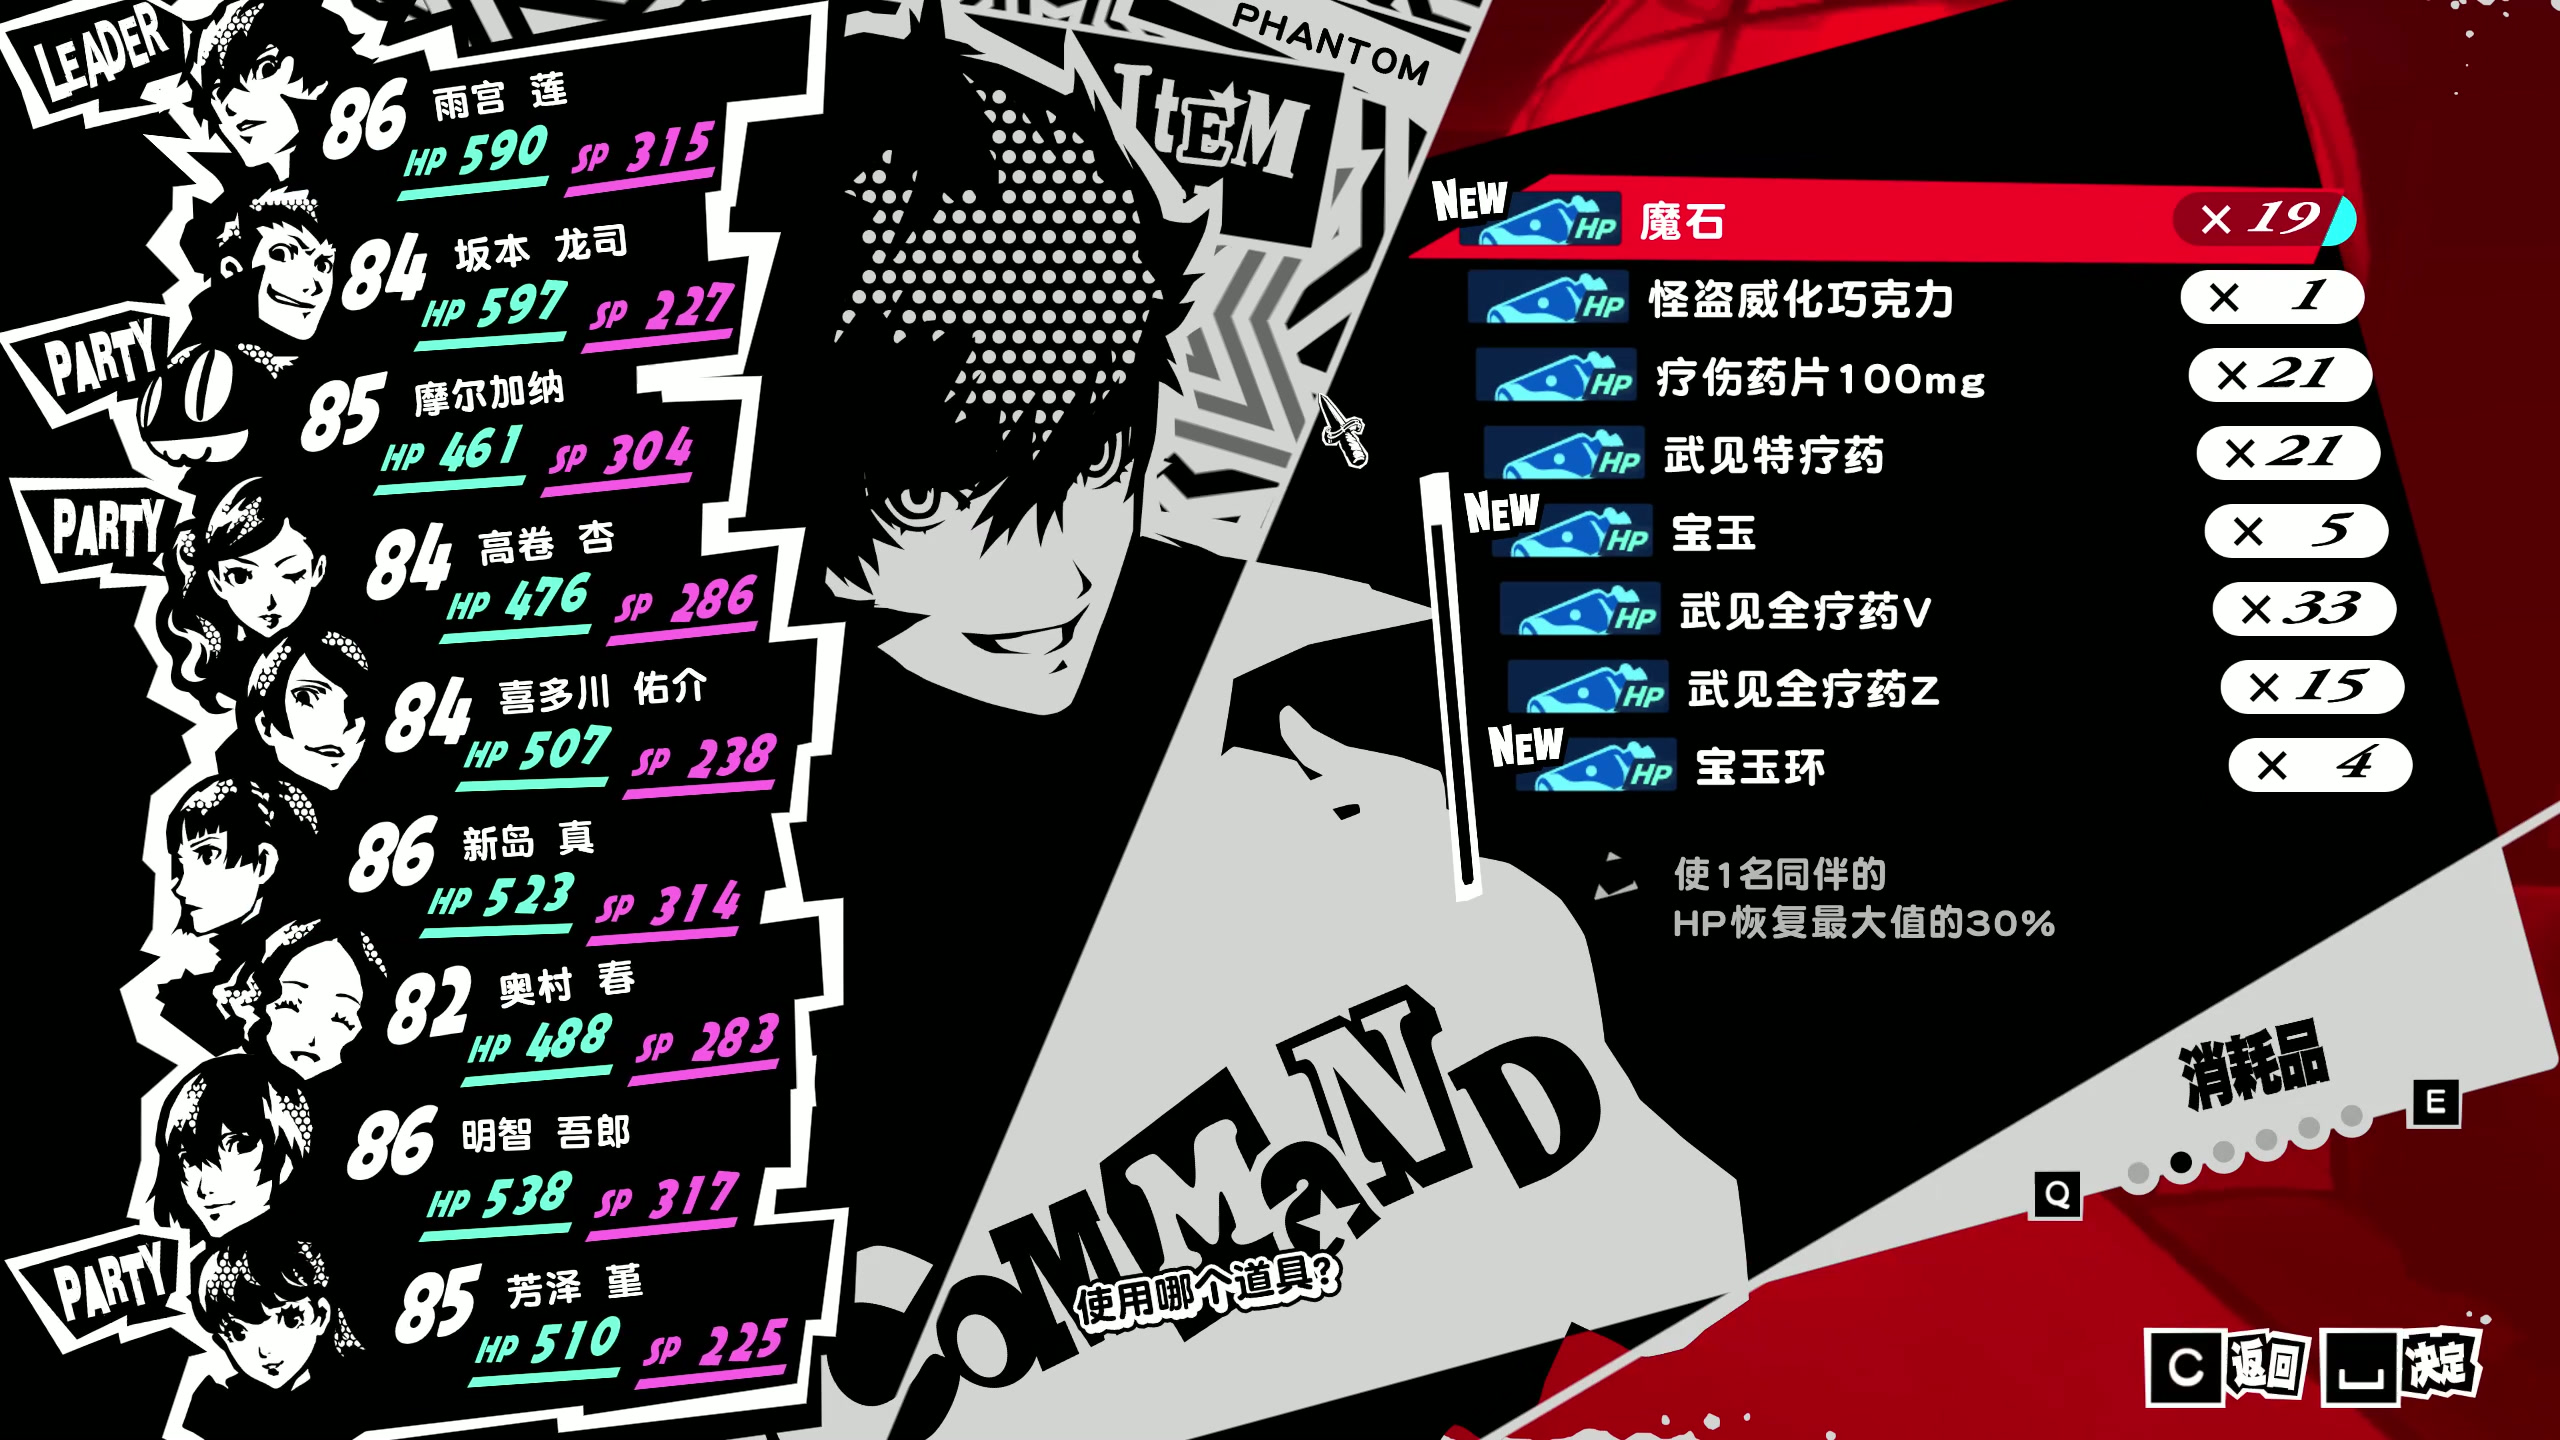 LEADER
86 雨宫 莲
HP 590 SP 315
84 坂本 龙司
HP 597 SP 227
PARTY
85 摩尔加纳
HP 461 SP 304
PARTY
84 高卷 杏
HP 476 SP 286
84 喜多川 佑介
HP 507 SP 238
86 新岛 真
HP 523 SP 314
82 奥村 春
HP 488 SP 283
86 明智 吾郎
HP 538 SP 317
PARTY
85 芳泽 堇
HP 510 SP 225
PHANTOM
ItEM
NEW HP 魔石 × 19
HP 怪盗威化巧克力 × 1
HP 疗伤药片100mg × 21
HP 武见特疗药 × 21
NEW HP 宝玉 × 5
HP 武见全疗药V × 33
HP 武见全疗药Z × 15
NEW HP 宝玉环 × 4
使1名同伴的
HP恢复最大值的30%
COMMaND
使用哪个道具?
消耗品
Q E
C 返回 决定